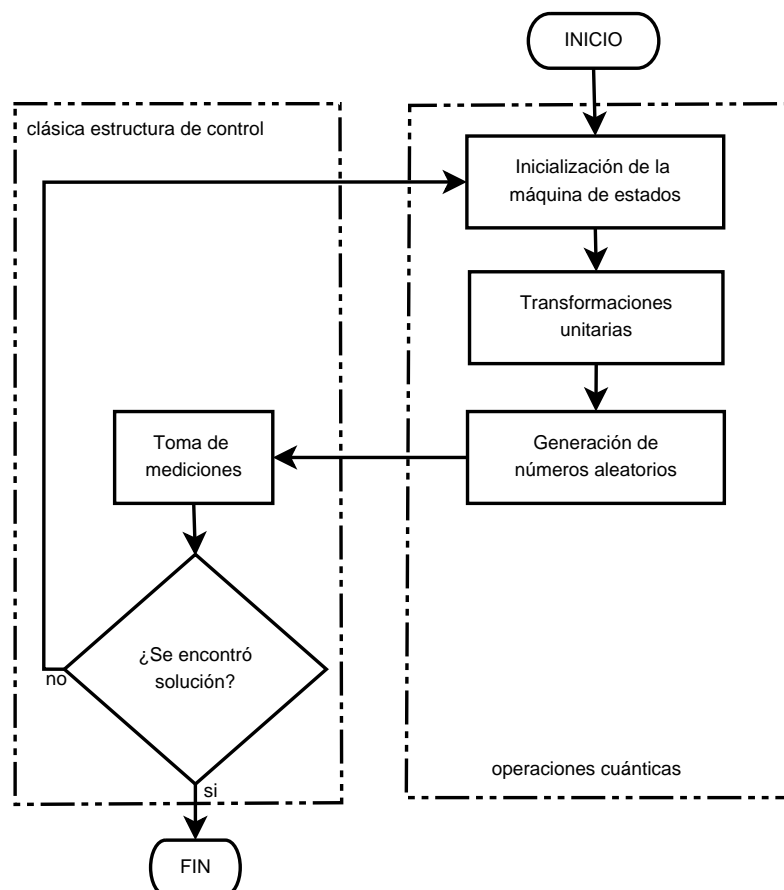 INICIO
clásica estructura de control
Inicialización de la
máquina de estados
Transformaciones
unitarias
Generación de
números aleatorios
Toma de
mediciones
¿Se encontró
solución?
no
si
operaciones cuánticas
FIN